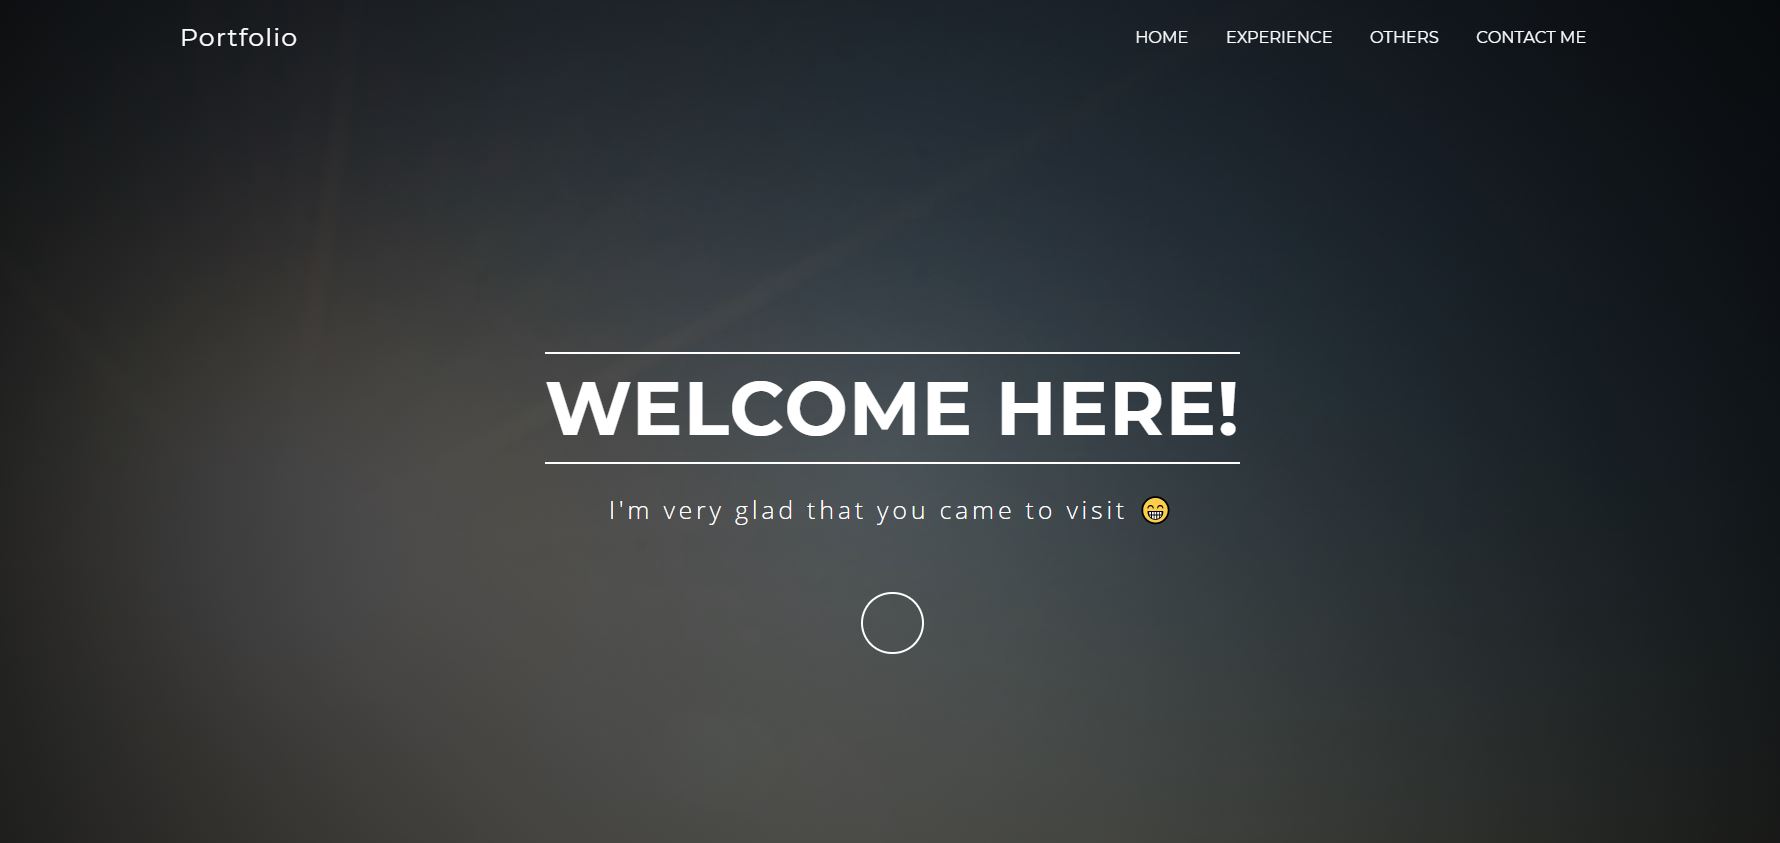 Portfolio
HOME EXPERIENCE OTHERS CONTACT ME
WELCOME HERE!
I'm very glad that you came to visit 😁